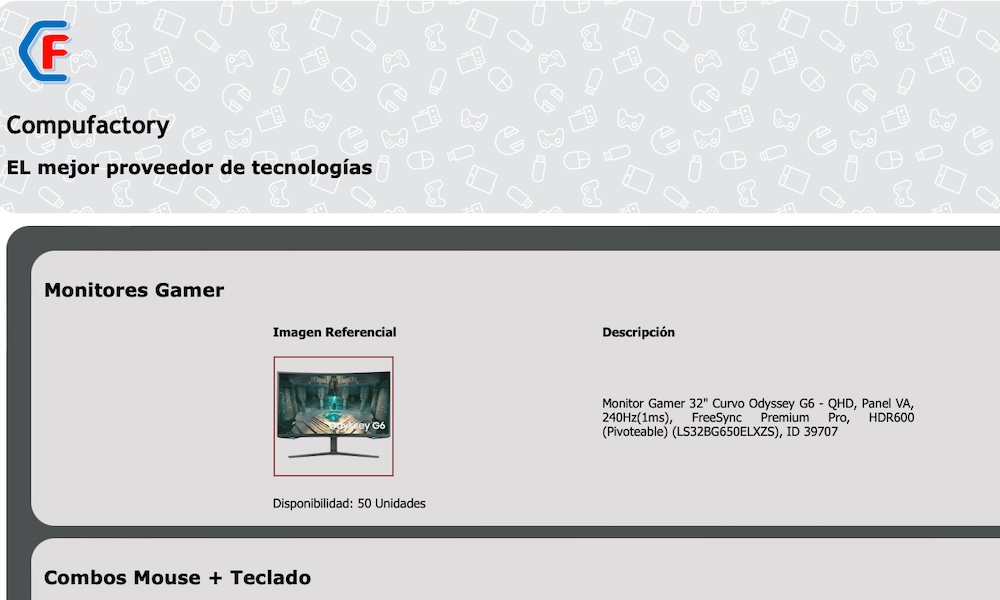 CF
Compufactory
EL mejor proveedor de tecnologías
Monitores Gamer
Imagen Referencial
Descripción
Odyssey G6
Monitor Gamer 32" Curvo Odyssey G6 - QHD, Panel VA,
240Hz(1ms), FreeSync Premium Pro, HDR600
(Pivoteable) (LS32BG650ELXZS), ID 39707
Disponibilidad: 50 Unidades
Combos Mouse + Teclado